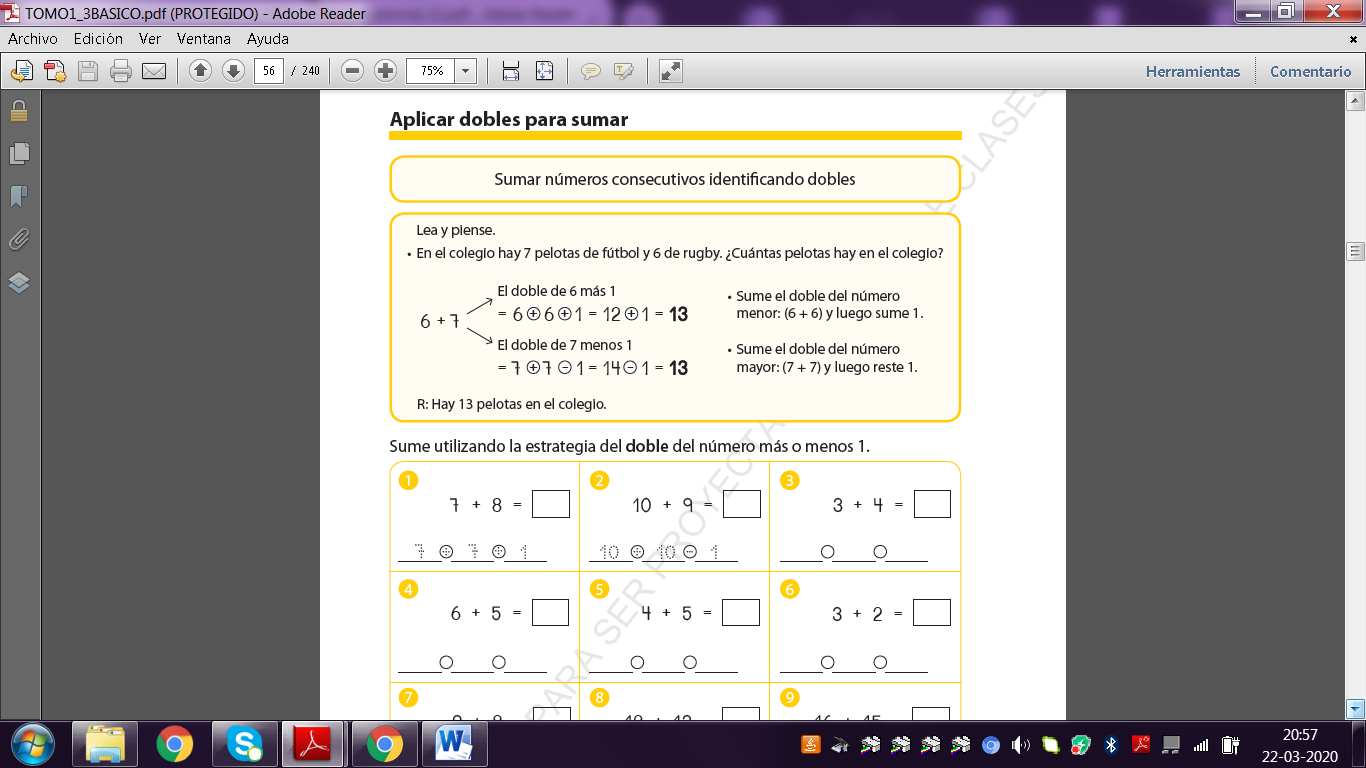 TOMO1_3BASICO.pdf (PROTEGIDO) - Adobe Reader
Archivo Edición Ver Ventana Ayuda
56 / 240 75% Herramientas Comentario
Aplicar dobles para sumar
Sumar números consecutivos identificando dobles
Lea y piense.
• En el colegio hay 7 pelotas de fútbol y 6 de rugby. ¿Cuántas pelotas hay en el colegio?
6 + 7
El doble de 6 más 1
= 6 + 6 + 1 = 12 + 1 = 13
El doble de 7 menos 1
= 7 + 7 - 1 = 14 - 1 = 13
• Sume el doble del número
menor: (6 + 6) y luego sume 1.
• Sume el doble del número
mayor: (7 + 7) y luego reste 1.
R: Hay 13 pelotas en el colegio.
Sume utilizando la estrategia del doble del número más o menos 1.
1
7 + 8 =
7 + 7 + 1
2
10 + 9 =
10 + 10 - 1
3
3 + 4 =
4
6 + 5 =
5
4 + 5 =
6
3 + 2 =
7
8
9
PARA SER PROYECTA
CLASES
20:57
22-03-2020